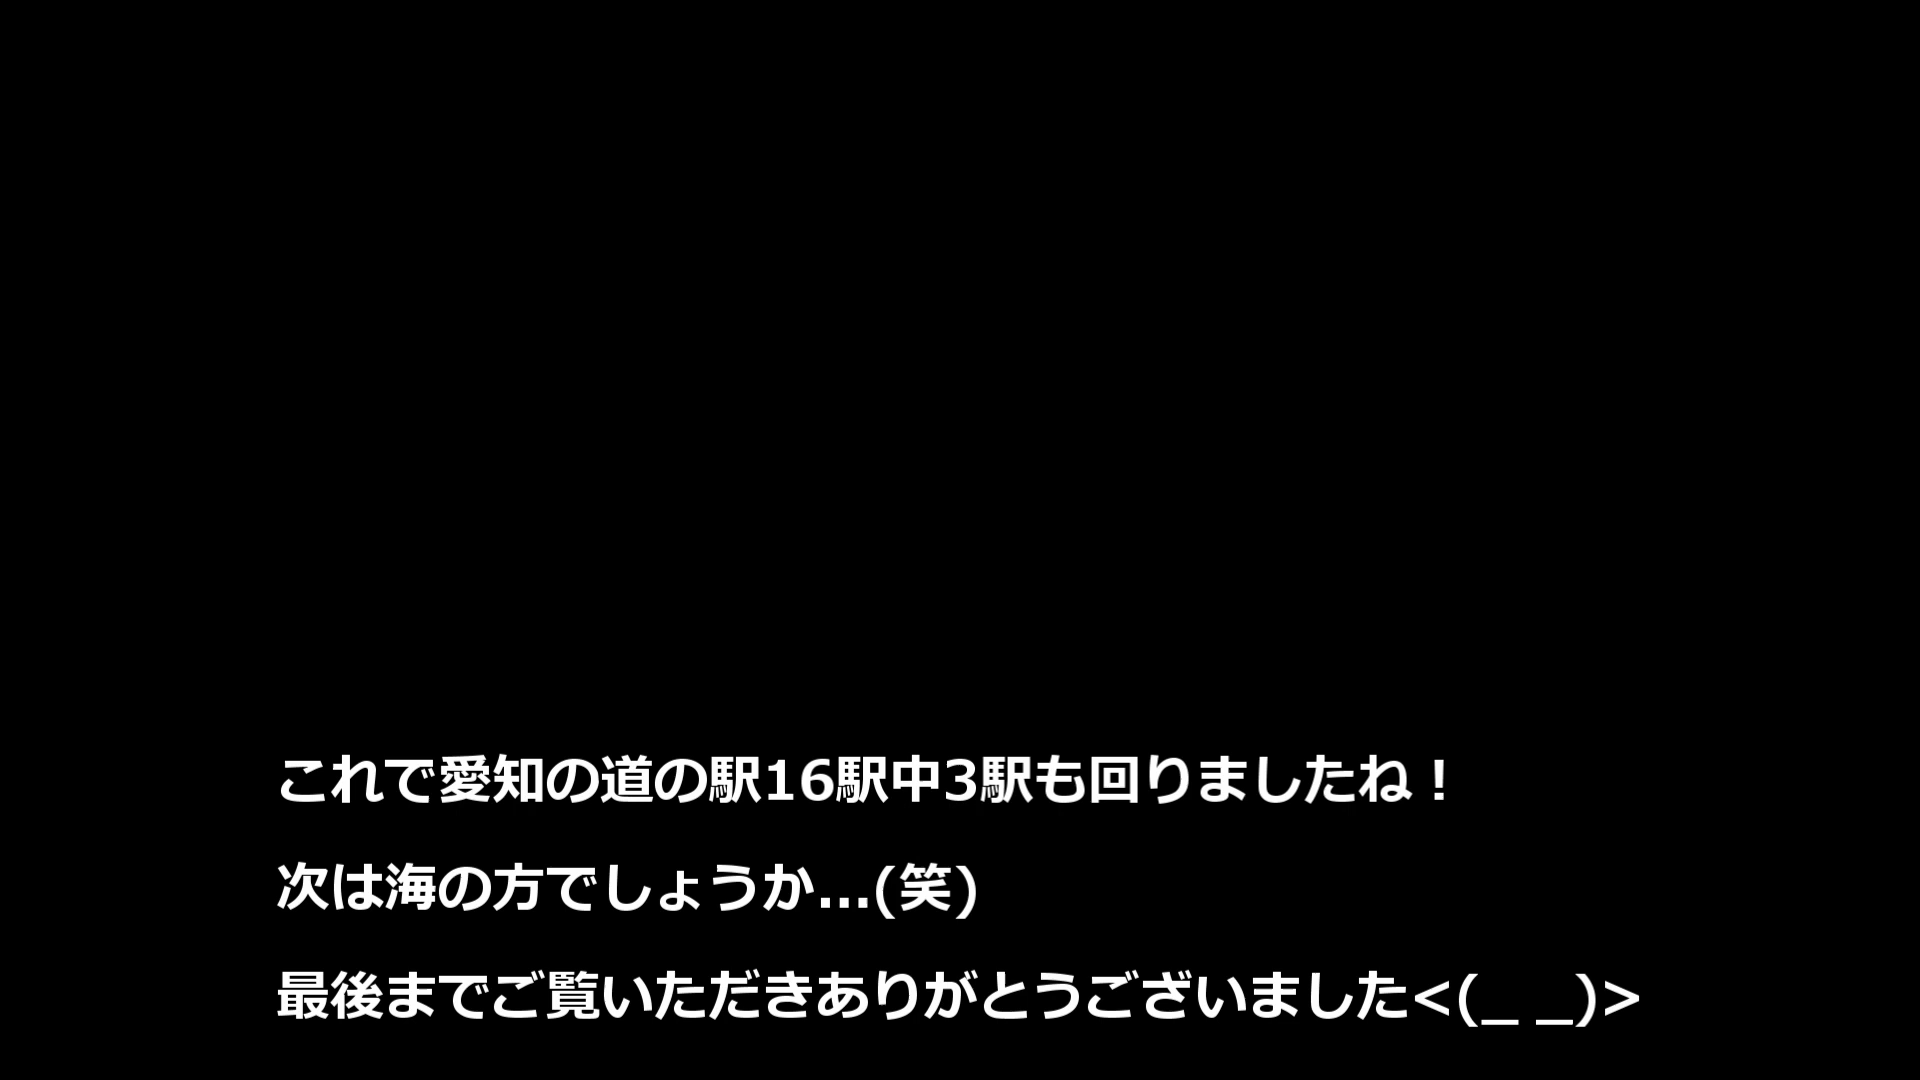 これで愛知の道の駅16駅中3駅も回りましたね！
次は海の方でしょうか…(笑)
最後までご覧いただきありがとうございました<(_ _)>